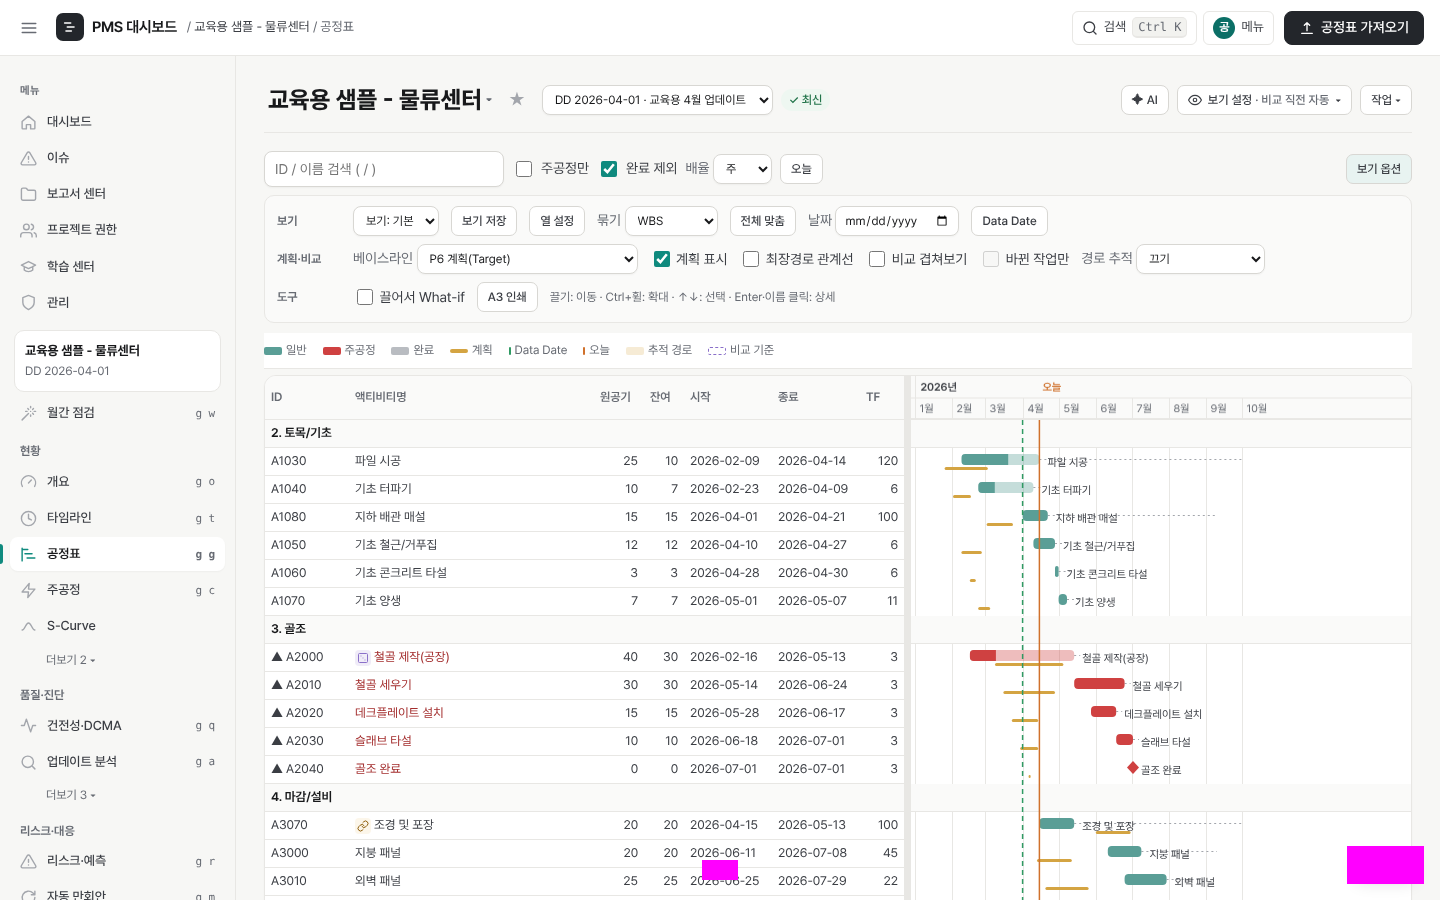 PMS 대시보드 / 교육용 샘플 - 물류센터 / 공정표
검색 Ctrl K 공 메뉴 공정표 가져오기
메뉴
대시보드
이슈
보고서 센터
프로젝트 권한
학습 센터
관리
교육용 샘플 - 물류센터
DD 2026-04-01
월간 점검 g w
현황
개요 g o
타임라인 g t
공정표 g g
주공정 g c
S-Curve
더보기 2
품질·진단
건전성·DCMA g q
업데이트 분석 g a
더보기 3
리스크·대응
리스크·예측 g r
자동 만회안 g m
교육용 샘플 - 물류센터 DD 2026-04-01 · 교육용 4월 업데이트 최신 AI 보기 설정 · 비교 직전 자동 작업
ID / 이름 검색 ( / ) 주공정만 완료 제외 배율 주 오늘 보기 옵션
보기 보기: 기본 보기 저장 열 설정 묶기 WBS 전체 맞춤 날짜 mm/dd/yyyy Data Date
계획·비교 베이스라인 P6 계획(Target) 계획 표시 최장경로 관계선 비교 겹쳐보기 바뀐 작업만 경로 추적 끄기
도구 끌어서 What-if A3 인쇄 끌기: 이동 · Ctrl+휠: 확대 · ↑↓: 선택 · Enter·이름 클릭: 상세
일반 주공정 완료 계획 Data Date 오늘 추적 경로 비교 기준
ID 액티비티명 원공기 잔여 시작 종료 TF
2026년 오늘
1월 2월 3월 4월 5월 6월 7월 8월 9월 10월
2. 토목/기초
A1030 파일 시공 25 10 2026-02-09 2026-04-14 120 파일 시공
A1040 기초 터파기 10 7 2026-02-23 2026-04-09 6 기초 터파기
A1080 지하 배관 매설 15 15 2026-04-01 2026-04-21 100 지하 배관 매설
A1050 기초 철근/거푸집 12 12 2026-04-10 2026-04-27 6 기초 철근/거푸집
A1060 기초 콘크리트 타설 3 3 2026-04-28 2026-04-30 6 기초 콘크리트 타설
A1070 기초 양생 7 7 2026-05-01 2026-05-07 11 기초 양생
3. 골조
▲ A2000 철골 제작(공장) 40 30 2026-02-16 2026-05-13 3 철골 제작(공장)
▲ A2010 철골 세우기 30 30 2026-05-14 2026-06-24 3 철골 세우기
▲ A2020 데크플레이트 설치 15 15 2026-05-28 2026-06-17 3 데크플레이트 설치
▲ A2030 슬래브 타설 10 10 2026-06-18 2026-07-01 3 슬래브 타설
▲ A2040 골조 완료 0 0 2026-07-01 2026-07-01 3 골조 완료
4. 마감/설비
A3070 조경 및 포장 20 20 2026-04-15 2026-05-13 100 조경 및 포장
A3000 지붕 패널 20 20 2026-06-11 2026-07-08 45 지붕 패널
A3010 외벽 패널 25 25 2026-06-25 2026-07-29 22 외벽 패널